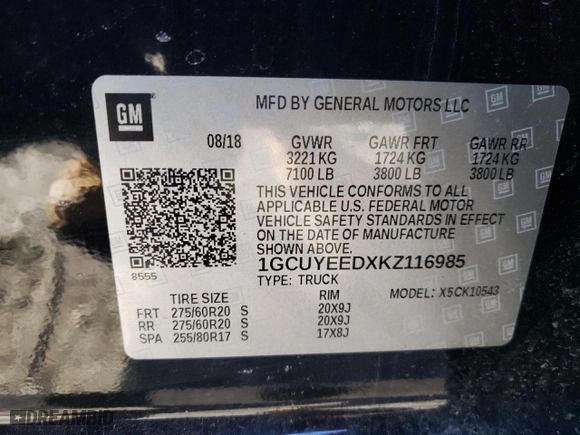 GM
MFD BY GENERAL MOTORS LLC
08/18 GVWR GAWR FRT GAWR RR
3221 KG 1724 KG 1724 KG
7100 LB 3800 LB 3800 LB
THIS VEHICLE CONFORMS TO ALL
APPLICABLE U.S. FEDERAL MOTOR
VEHICLE SAFETY STANDARDS IN EFFECT
ON THE DATE OF MANUFACTURE
SHOWN ABOVE.
8555
1GCUYEEDXKZ116985
TYPE: TRUCK MODEL: X5CK10543
TIRE SIZE RIM
FRT 275/60R20 S 20X9J
RR 275/60R20 S 20X9J
SPA 255/80R17 S 17X8J
DREAMBID